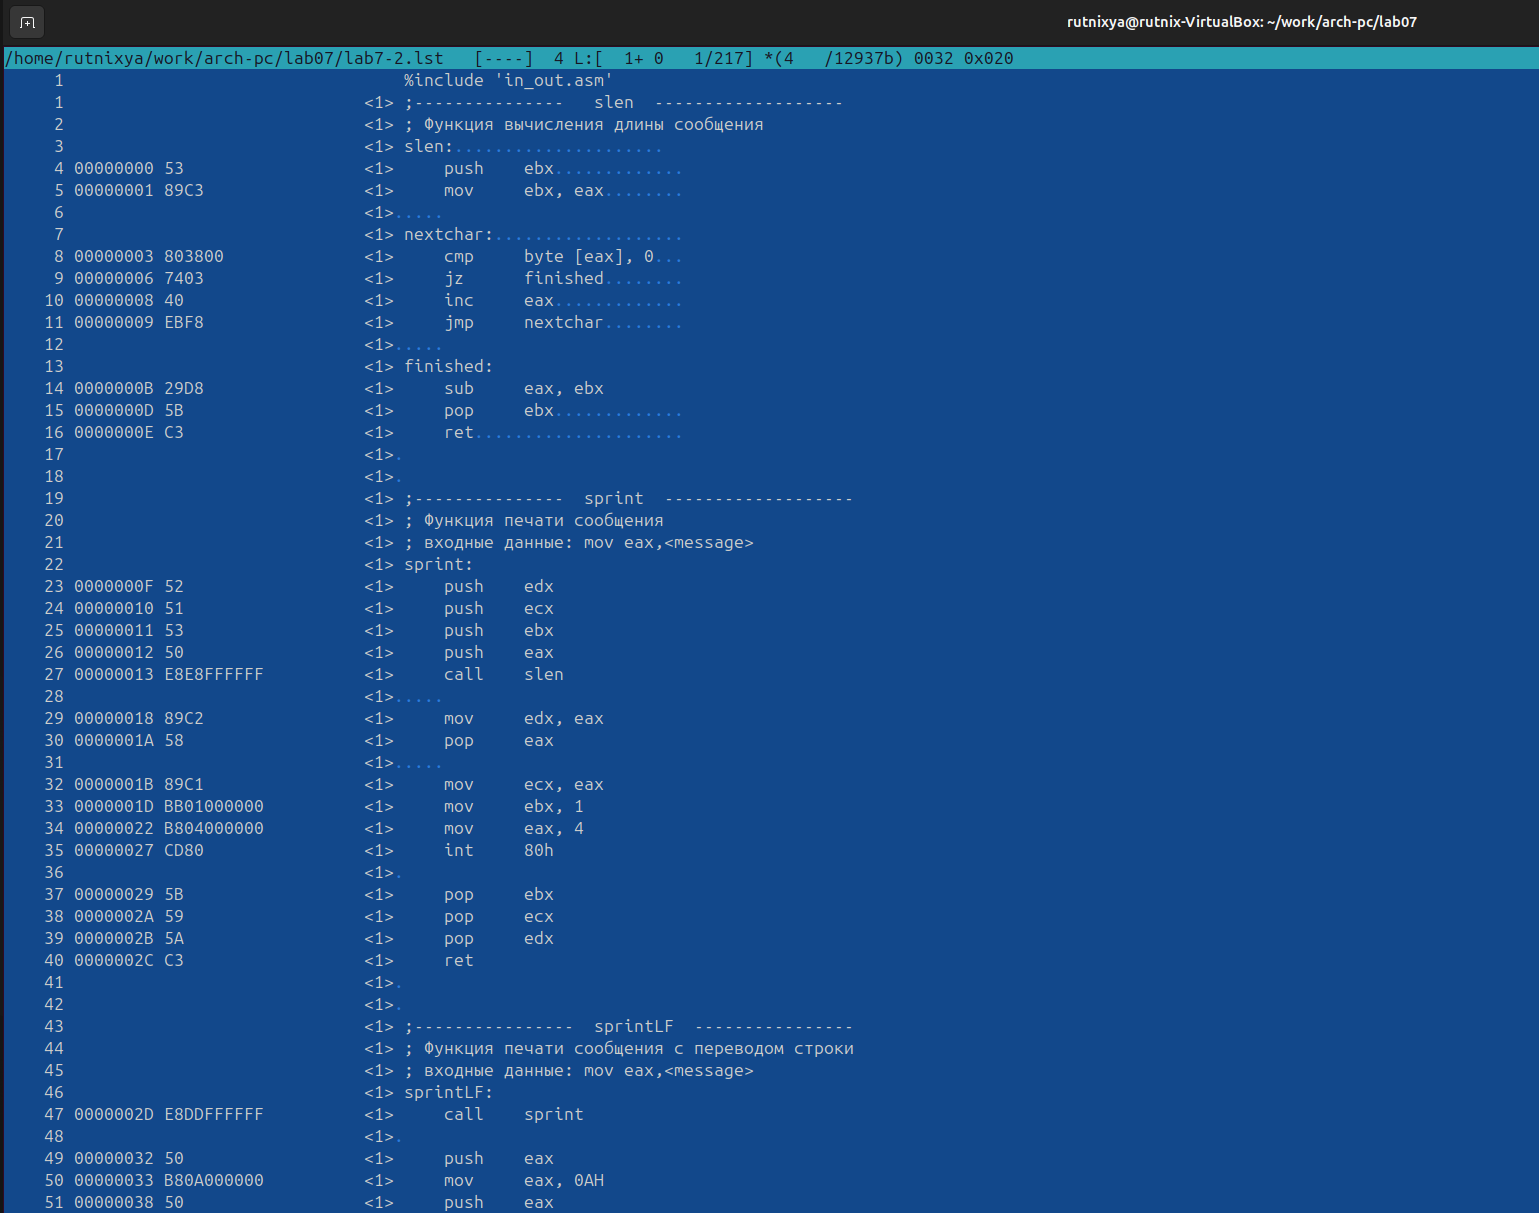 rutnixya@rutnix-VirtualBox: ~/work/arch-pc/lab07
/home/rutnixya/work/arch-pc/lab07/lab7-2.lst   [----]  4 L:[  1+ 0   1/217] *(4   /12937b) 0032 0x020
     1                                  %include 'in_out.asm'
     1                              <1> ;---------------   slen  -------------------
     2                              <1> ; Функция вычисления длины сообщения
     3                              <1> slen:.....................
     4 00000000 53                  <1>     push    ebx.............
     5 00000001 89C3                <1>     mov     ebx, eax........
     6                              <1>.....
     7                              <1> nextchar:...................
     8 00000003 803800              <1>     cmp     byte [eax], 0...
     9 00000006 7403                <1>     jz      finished........
    10 00000008 40                  <1>     inc     eax.............
    11 00000009 EBF8                <1>     jmp     nextchar........
    12                              <1>.....
    13                              <1> finished:
    14 0000000B 29D8                <1>     sub     eax, ebx
    15 0000000D 5B                  <1>     pop     ebx.............
    16 0000000E C3                  <1>     ret.....................
    17                              <1>.
    18                              <1>.
    19                              <1> ;---------------  sprint  -------------------
    20                              <1> ; Функция печати сообщения
    21                              <1> ; входные данные: mov eax,<message>
    22                              <1> sprint:
    23 0000000F 52                  <1>     push    edx
    24 00000010 51                  <1>     push    ecx
    25 00000011 53                  <1>     push    ebx
    26 00000012 50                  <1>     push    eax
    27 00000013 E8E8FFFFFF          <1>     call    slen
    28                              <1>.....
    29 00000018 89C2                <1>     mov     edx, eax
    30 0000001A 58                  <1>     pop     eax
    31                              <1>.....
    32 0000001B 89C1                <1>     mov     ecx, eax
    33 0000001D BB01000000          <1>     mov     ebx, 1
    34 00000022 B804000000          <1>     mov     eax, 4
    35 00000027 CD80                <1>     int     80h
    36                              <1>.
    37 00000029 5B                  <1>     pop     ebx
    38 0000002A 59                  <1>     pop     ecx
    39 0000002B 5A                  <1>     pop     edx
    40 0000002C C3                  <1>     ret
    41                              <1>.
    42                              <1>.
    43                              <1> ;----------------  sprintLF  ----------------
    44                              <1> ; Функция печати сообщения с переводом строки
    45                              <1> ; входные данные: mov eax,<message>
    46                              <1> sprintLF:
    47 0000002D E8DDFFFFFF          <1>     call    sprint
    48                              <1>.
    49 00000032 50                  <1>     push    eax
    50 00000033 B80A000000          <1>     mov     eax, 0AH
    51 00000038 50                  <1>     push    eax